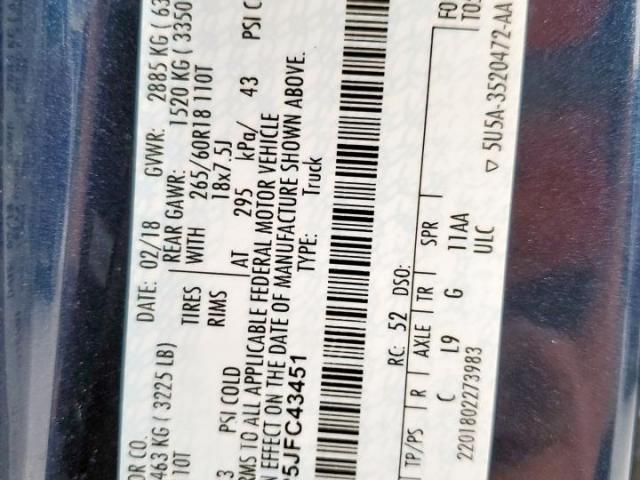 OR CO. DATE: 02/18 GVWR: 2885 KG ( 63
463 KG ( 3225 LB) REAR GAWR: 1520 KG ( 3350
10T TIRES WITH 265/60R18 110T
RIMS 18x7.5J
3 PSI COLD AT 295 kPa/ 43 PSI C
RMS TO ALL APPLICABLE FEDERAL MOTOR VEHICLE
N EFFECT ON THE DATE OF MANUFACTURE SHOWN ABOVE.
5JFC43451 TYPE: Truck
RC: 52 DSO: FO
TP/PS R AXLE TR SPR TOS
C L9 G 11AA
2201802273983 ULC ▽ 5U5A-3520472-AA